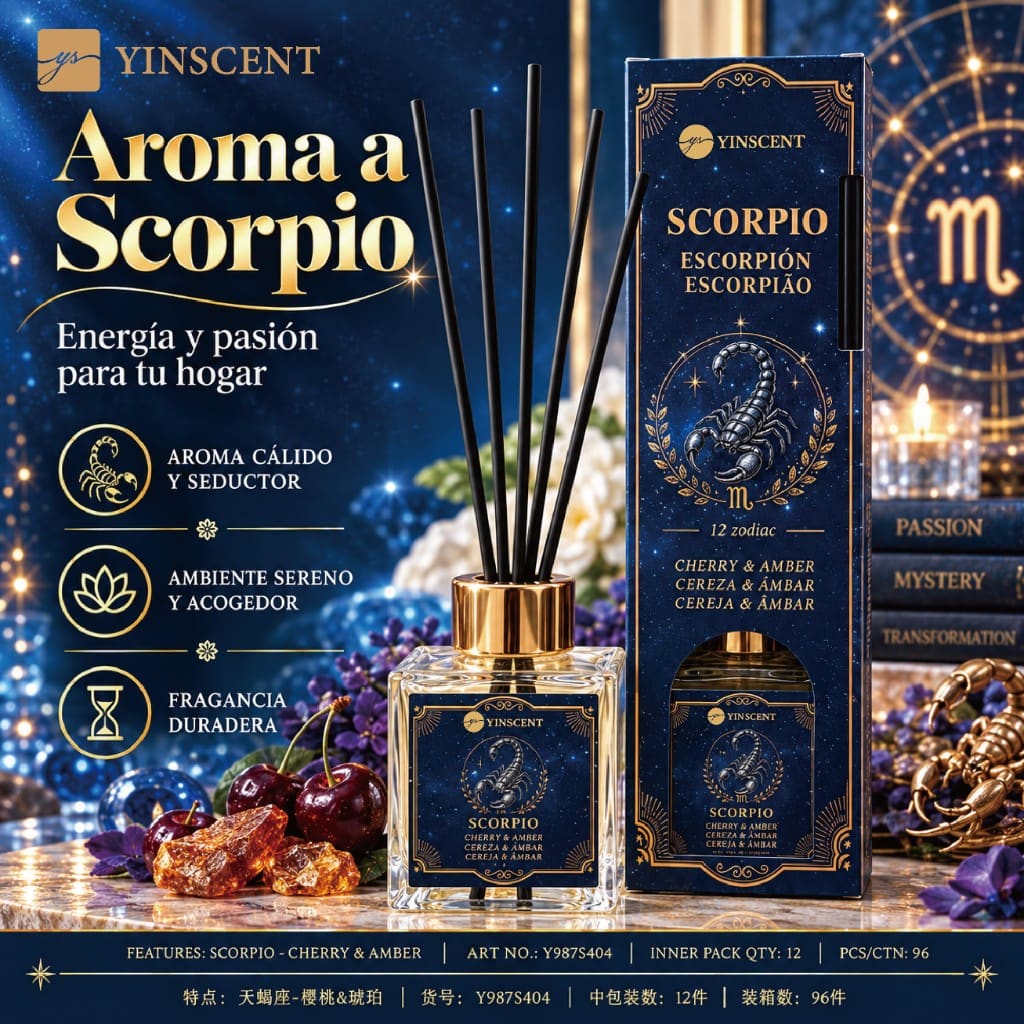 ys YINSCENT
Aroma a
Scorpio
Energía y pasión
para tu hogar
AROMA CÁLIDO
Y SEDUCTOR
AMBIENTE SERENO
Y ACOGEDOR
FRAGANCIA
DURADERA
ys YINSCENT
SCORPIO
ESCORPIÓN
ESCORPIÃO
12 zodiac
CHERRY & AMBER
CEREZA & ÁMBAR
CEREJA & ÂMBAR
ys YINSCENT
SCORPIO
CHERRY & AMBER
CEREZA & ÁMBAR
CEREJA & ÂMBAR
ys YINSCENT
SCORPIO
CHERRY & AMBER
CEREZA & ÁMBAR
CEREJA & ÂMBAR
PASSION
MYSTERY
TRANSFORMATION
FEATURES: SCORPIO - CHERRY & AMBER | ART NO.: Y987S404 | INNER PACK QTY: 12 | PCS/CTN: 96
特点：天蝎座-樱桃&琥珀 | 货号：Y987S404 | 中包装数：12件 | 装箱数：96件